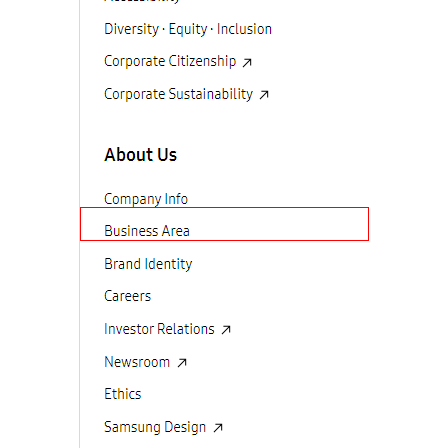 Accessibility
Diversity · Equity · Inclusion
Corporate Citizenship ↗
Corporate Sustainability ↗
About Us
Company Info
Business Area
Brand Identity
Careers
Investor Relations ↗
Newsroom ↗
Ethics
Samsung Design ↗